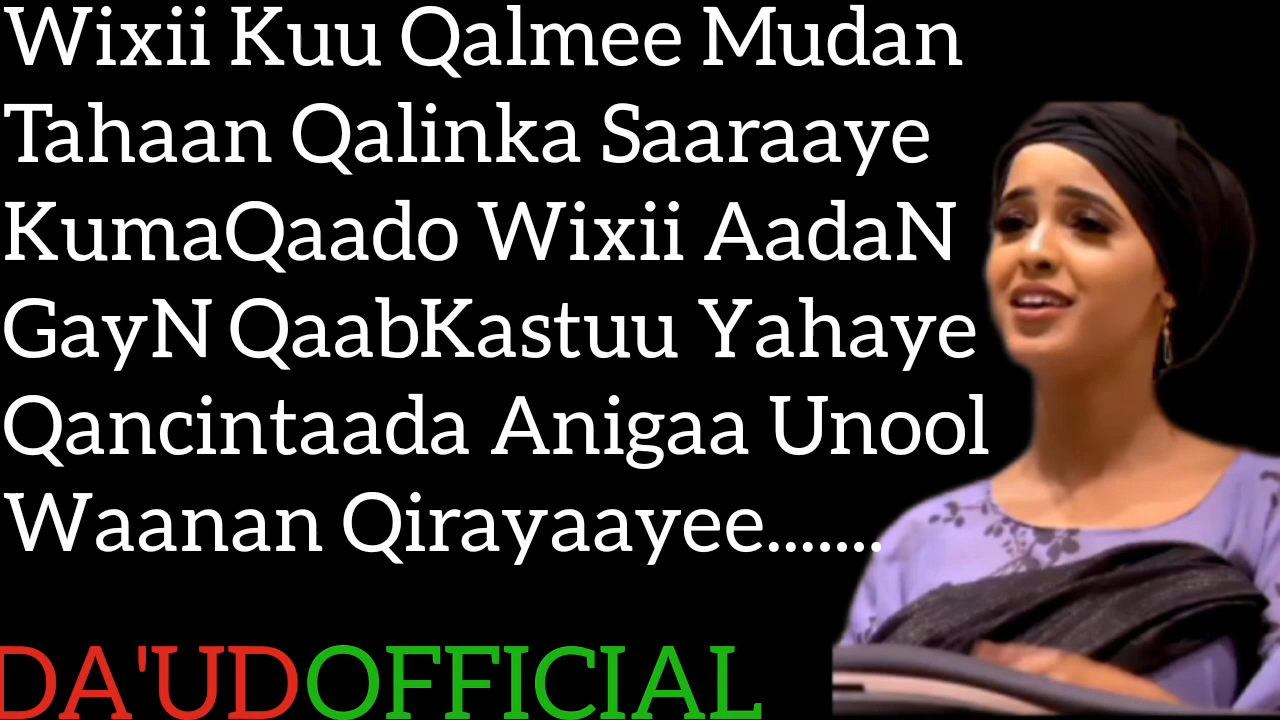 Wixii Kuu Qalmee Mudan
Tahaan Qalinka Saaraaye
KumaQaado Wixii AadaN
GayN QaabKastuu Yahaye
Qancintaada Anigaa Unool
Waanan Qirayaayee.......
DA'UDOFFICIAL